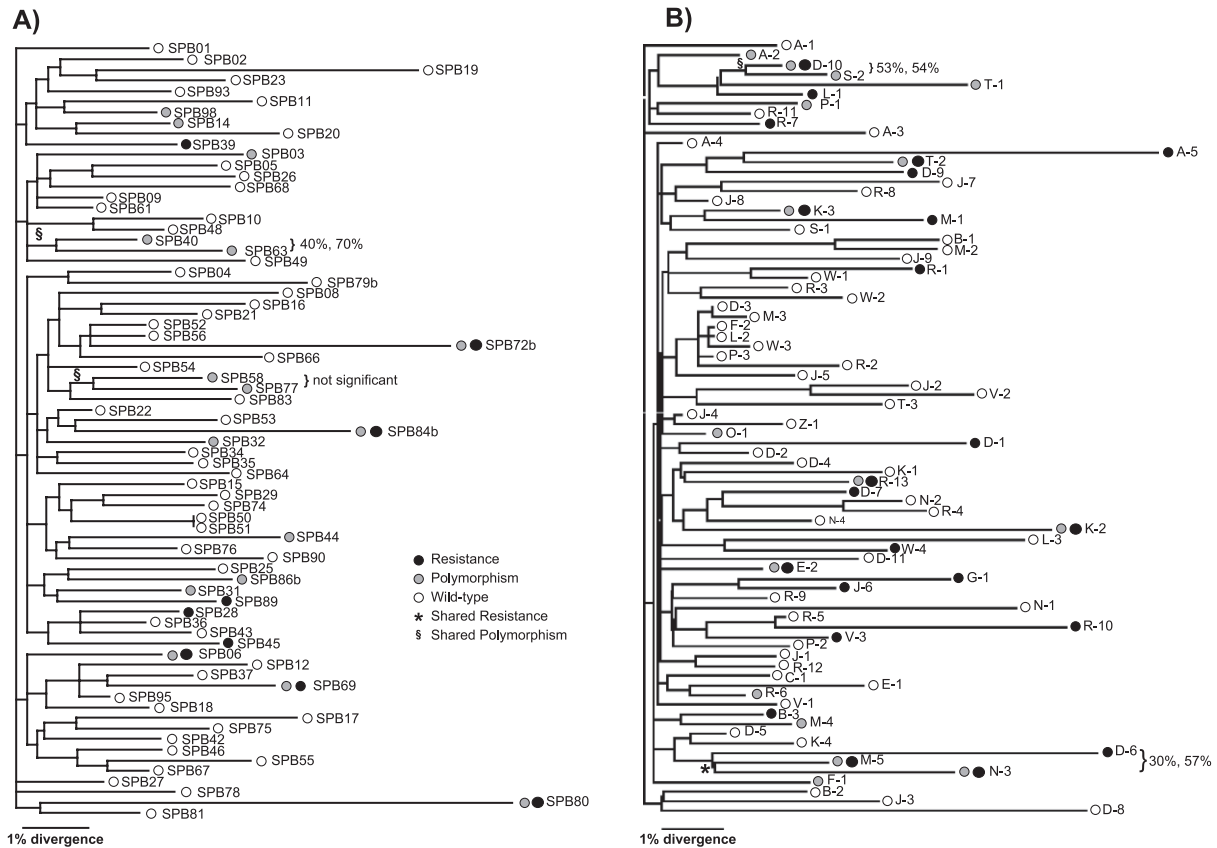 A)
SPB01
SPB02
SPB19
SPB23
SPB93
SPB11
SPB98
SPB14
SPB20
SPB39
SPB03
SPB05
SPB26
SPB68
SPB09
SPB61
SPB10
SPB48
§
SPB40
SPB63
} 40%, 70%
SPB49
SPB04
SPB79b
SPB08
SPB16
SPB21
SPB52
SPB56
SPB72b
SPB66
SPB54
§
SPB58
SPB77
} not significant
SPB83
SPB22
SPB53
SPB84b
SPB32
SPB34
SPB35
SPB64
SPB15
SPB29
SPB74
SPB50
SPB51
SPB44
SPB76
SPB90
SPB25
SPB86b
SPB31
SPB89
SPB28
SPB36
SPB43
SPB45
SPB06
SPB12
SPB37
SPB69
SPB95
SPB18
SPB17
SPB75
SPB42
SPB46
SPB55
SPB67
SPB27
SPB78
SPB80
SPB81
1% divergence
Resistance
Polymorphism
Wild-type
* Shared Resistance
§ Shared Polymorphism
B)
A-1
A-2
§
D-10
S-2
} 53%, 54%
T-1
L-1
P-1
R-11
R-7
A-3
A-4
A-5
T-2
D-9
J-7
R-8
J-8
K-3
M-1
S-1
B-1
M-2
J-9
R-1
W-1
R-3
W-2
D-3
M-3
F-2
L-2
W-3
P-3
R-2
J-5
J-2
V-2
T-3
J-4
Z-1
O-1
D-1
D-2
D-4
K-1
R-13
D-7
N-2
R-4
N-4
K-2
L-3
W-4
D-11
E-2
G-1
J-6
R-9
N-1
R-5
R-10
V-3
P-2
J-1
R-12
C-1
E-1
R-6
V-1
B-3
M-4
D-5
K-4
D-6
M-5
*
N-3
} 30%, 57%
F-1
B-2
J-3
D-8
1% divergence